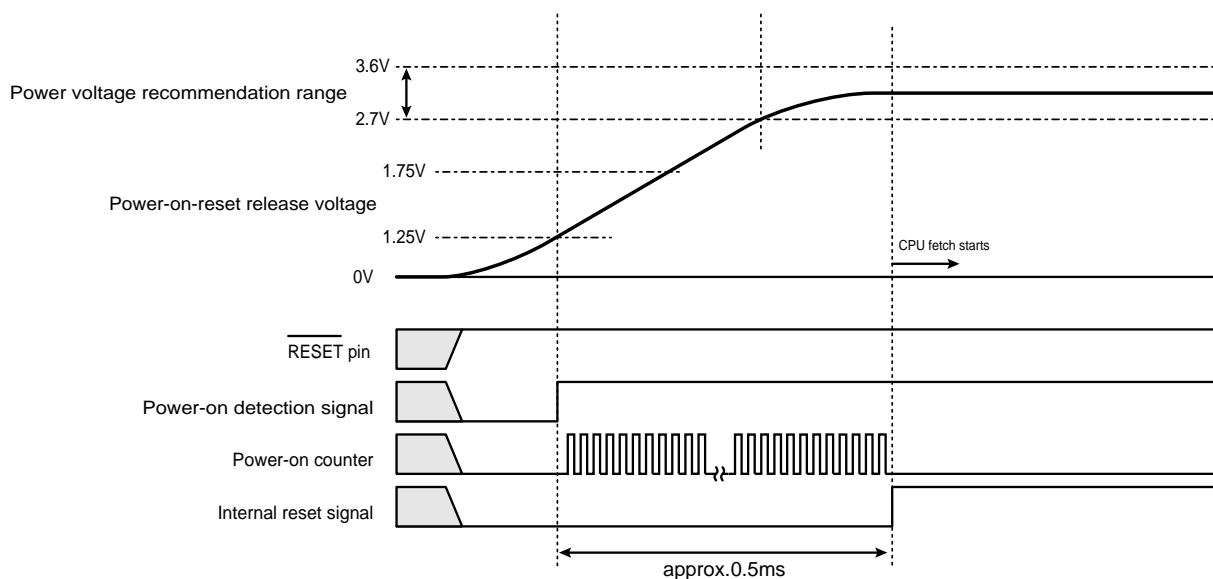 3.6V
Power voltage recommendation range
2.7V
1.75V
Power-on-reset release voltage
1.25V
CPU fetch starts
0V
RESET pin
Power-on detection signal
Power-on counter
Internal reset signal
approx.0.5ms